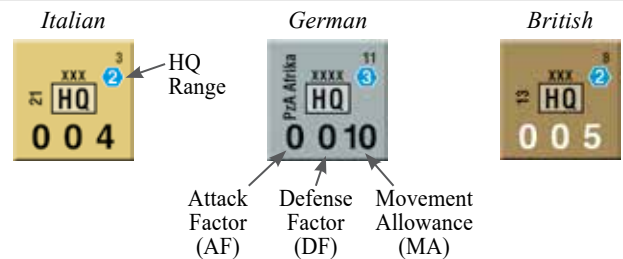 Italian German British
3 11 8
XXX XXXX XXX
2 3 2
HQ
Range
21 HQ PzA Afrika HQ 13 HQ
0 0 4 0 0 10 0 0 5
Attack Defense Movement
Factor Factor Allowance
(AF) (DF) (MA)